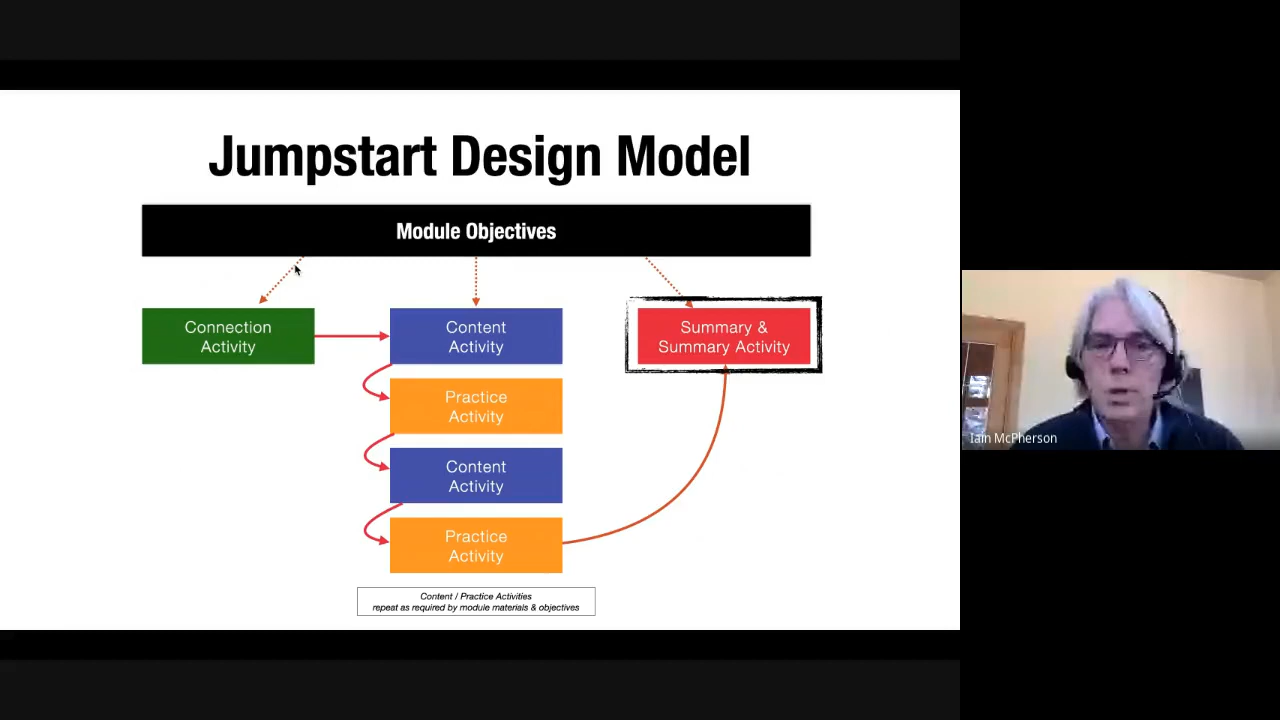 Jumpstart Design Model
Module Objectives
Connection
Activity
Content
Activity
Summary &
Summary Activity
Practice
Activity
Content
Activity
Practice
Activity
Content / Practice Activities
repeat as required by module materials & objectives
Iain McPherson